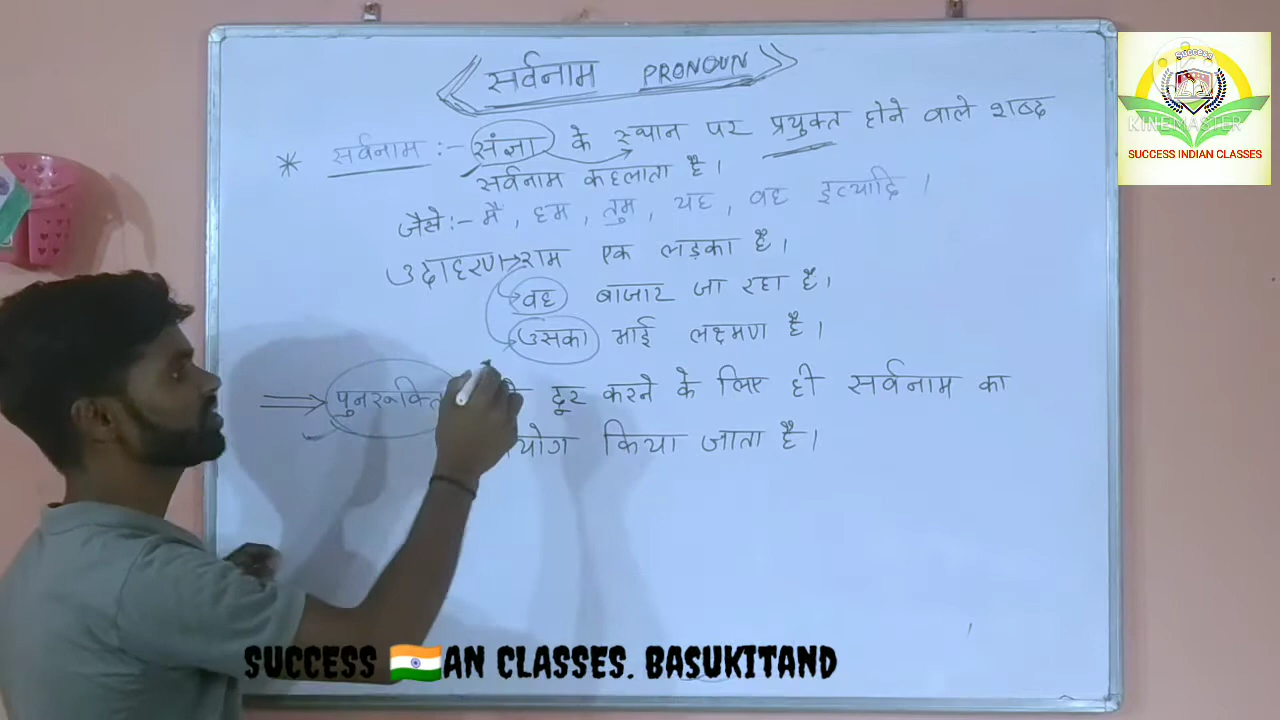 सर्वनाम PRONOUN
* सर्वनाम :- संज्ञा के स्थान पर प्रयुक्त होने वाले शब्द
सर्वनाम कहलाता है।
जैसे :- मैं, हम, तुम, यह, वह इत्यादि।
उदाहरण→ राम एक लड़का है।
वह बाजार जा रहा है।
उसका भाई लक्ष्मण है।
⇒ पुनरूक्ति दूर करने के लिए ही सर्वनाम का
किया जाता है।
Success
KINEMASTER
SUCCESS INDIAN CLASSES
SUCCESS 🇮🇳AN CLASSES. BASUKITAND